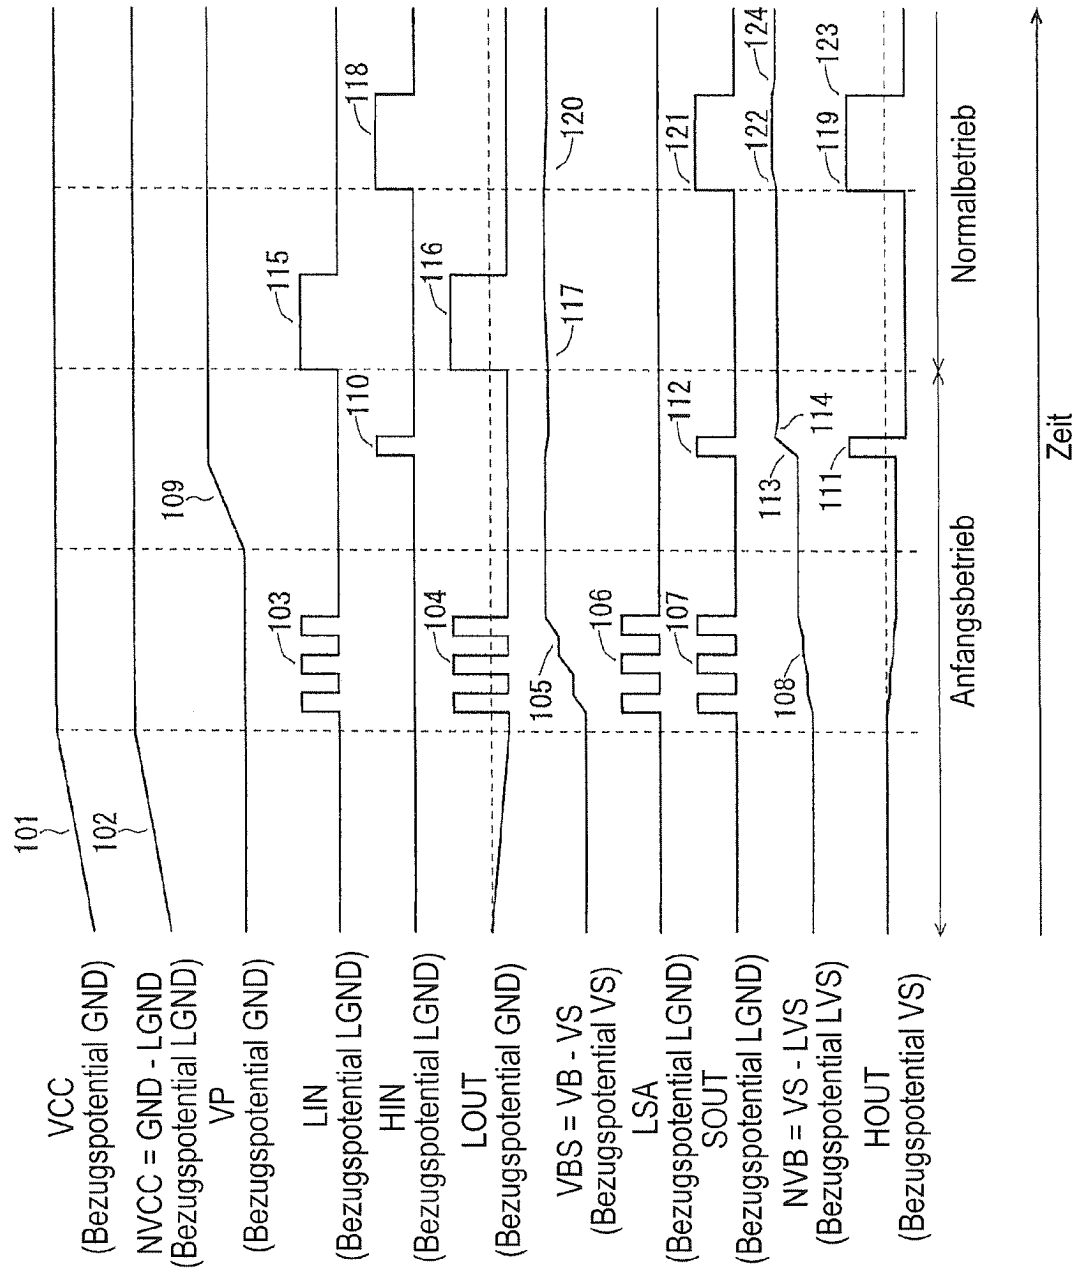 VCC
(Bezugspotential GND)
101
NVCC = GND - LGND
(Bezugspotential LGND)
102
VP
(Bezugspotential GND)
109
LIN
(Bezugspotential LGND)
103
115
HIN
(Bezugspotential LGND)
110
118
LOUT
(Bezugspotential GND)
104
116
VBS = VB - VS
(Bezugspotential VS)
105
117
120
LSA
(Bezugspotential LGND)
106
SOUT
(Bezugspotential LGND)
107
112
121
NVB = VS - LVS
(Bezugspotential LVS)
108
113
114
122
124
HOUT
(Bezugspotential VS)
111
119
123
Anfangsbetrieb
Normalbetrieb
Zeit